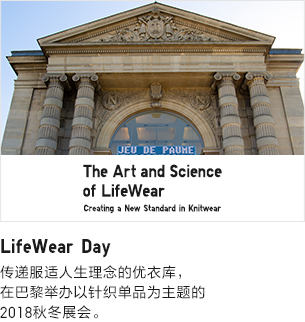 JEU DE PAUME
The Art and Science
of LifeWear
Creating a New Standard in Knitwear
LifeWear Day
传递服适人生理念的优衣库，
在巴黎举办以针织单品为主题的
2018秋冬展会。